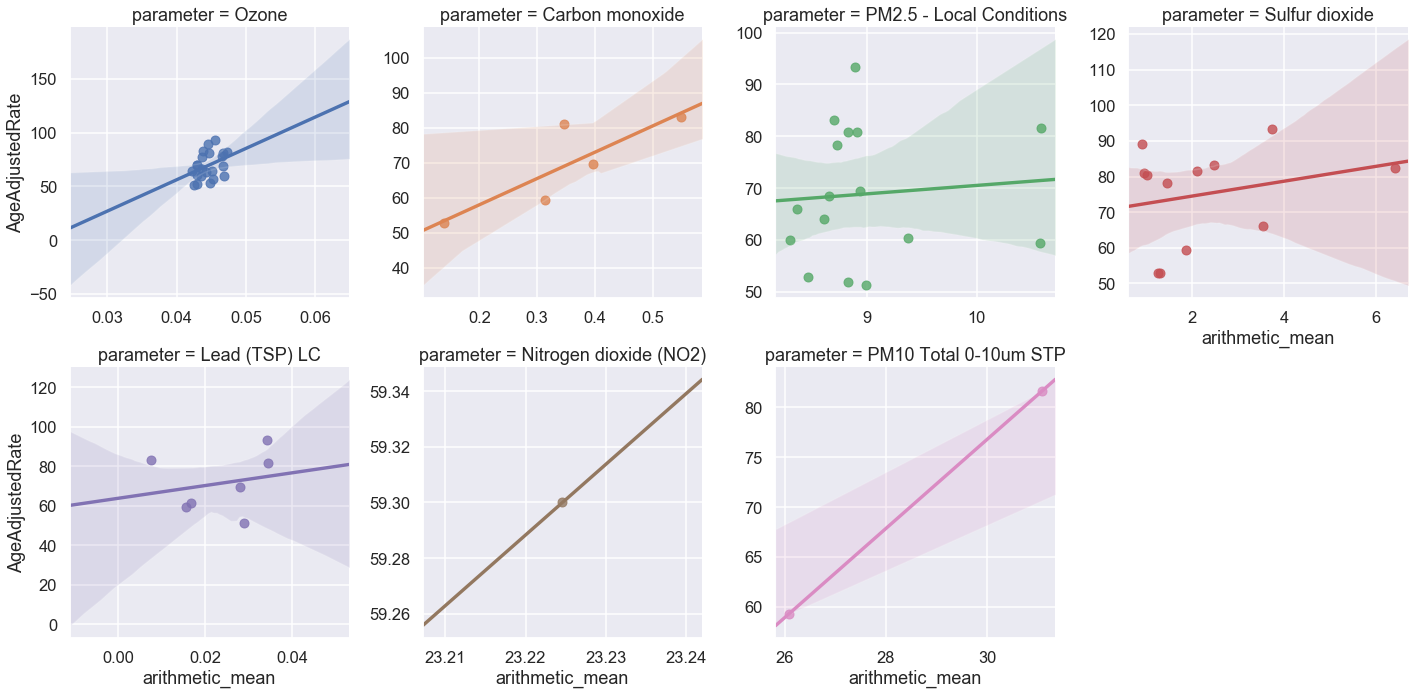 parameter = Ozone
AgeAdjustedRate
150
100
50
0
−50
0.03 0.04 0.05 0.06
parameter = Carbon monoxide
100
90
80
70
60
50
40
0.2 0.3 0.4 0.5
parameter = PM2.5 - Local Conditions
100
90
80
70
60
50
9 10
parameter = Sulfur dioxide
120
110
100
90
80
70
60
50
2 4 6
arithmetic_mean
parameter = Lead (TSP) LC
AgeAdjustedRate
120
100
80
60
40
20
0
0.00 0.02 0.04
arithmetic_mean
parameter = Nitrogen dioxide (NO2)
59.34
59.32
59.30
59.28
59.26
23.21 23.22 23.23 23.24
arithmetic_mean
parameter = PM10 Total 0-10um STP
80
75
70
65
60
26 28 30
arithmetic_mean